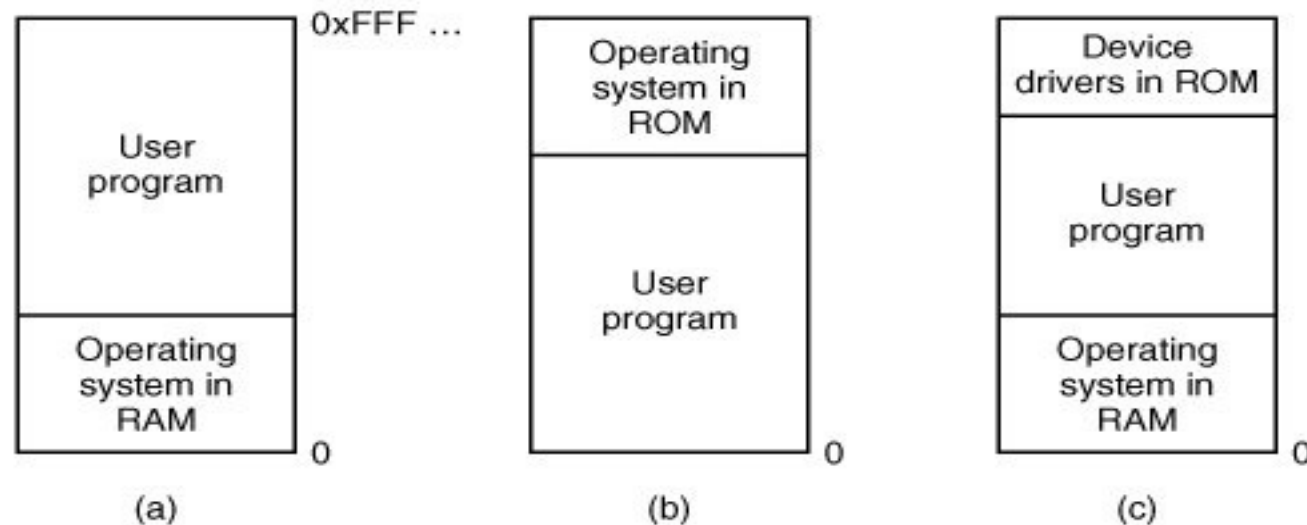 User
program
Operating
system in
RAM
0xFFF ...
0
(a)
Operating
system in
ROM
User
program
0
(b)
Device
drivers in ROM
User
program
Operating
system in
RAM
0
(c)